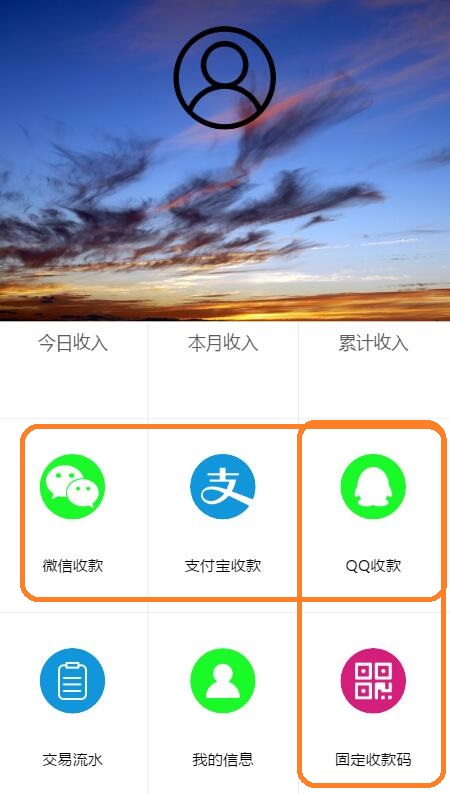 今日收入
本月收入
累计收入
微信收款
支付宝收款
QQ收款
交易流水
我的信息
固定收款码